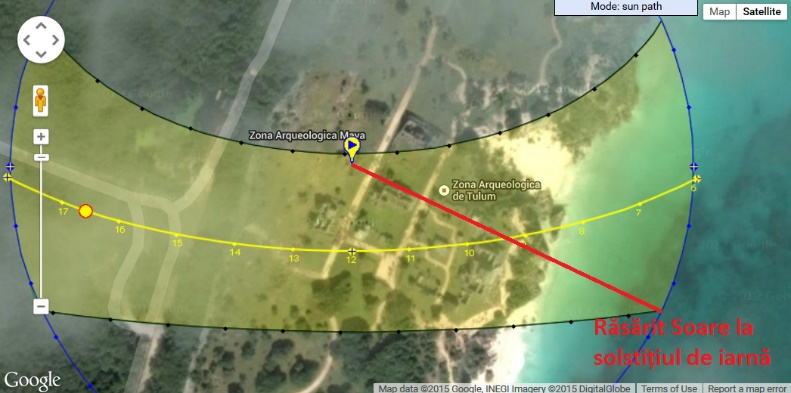 Mode: sun path
Map
Satellite
Zona Arqueologica Maya
Zona Arqueologica
de Tulum
6
17
16
15
14
13
12
11
10
8
7
Răsărit Soare la
solstițiul de iarnă
Google
Map data ©2015 Google, INEGI Imagery ©2015 DigitalGlobe
Terms of Use
Report a map error